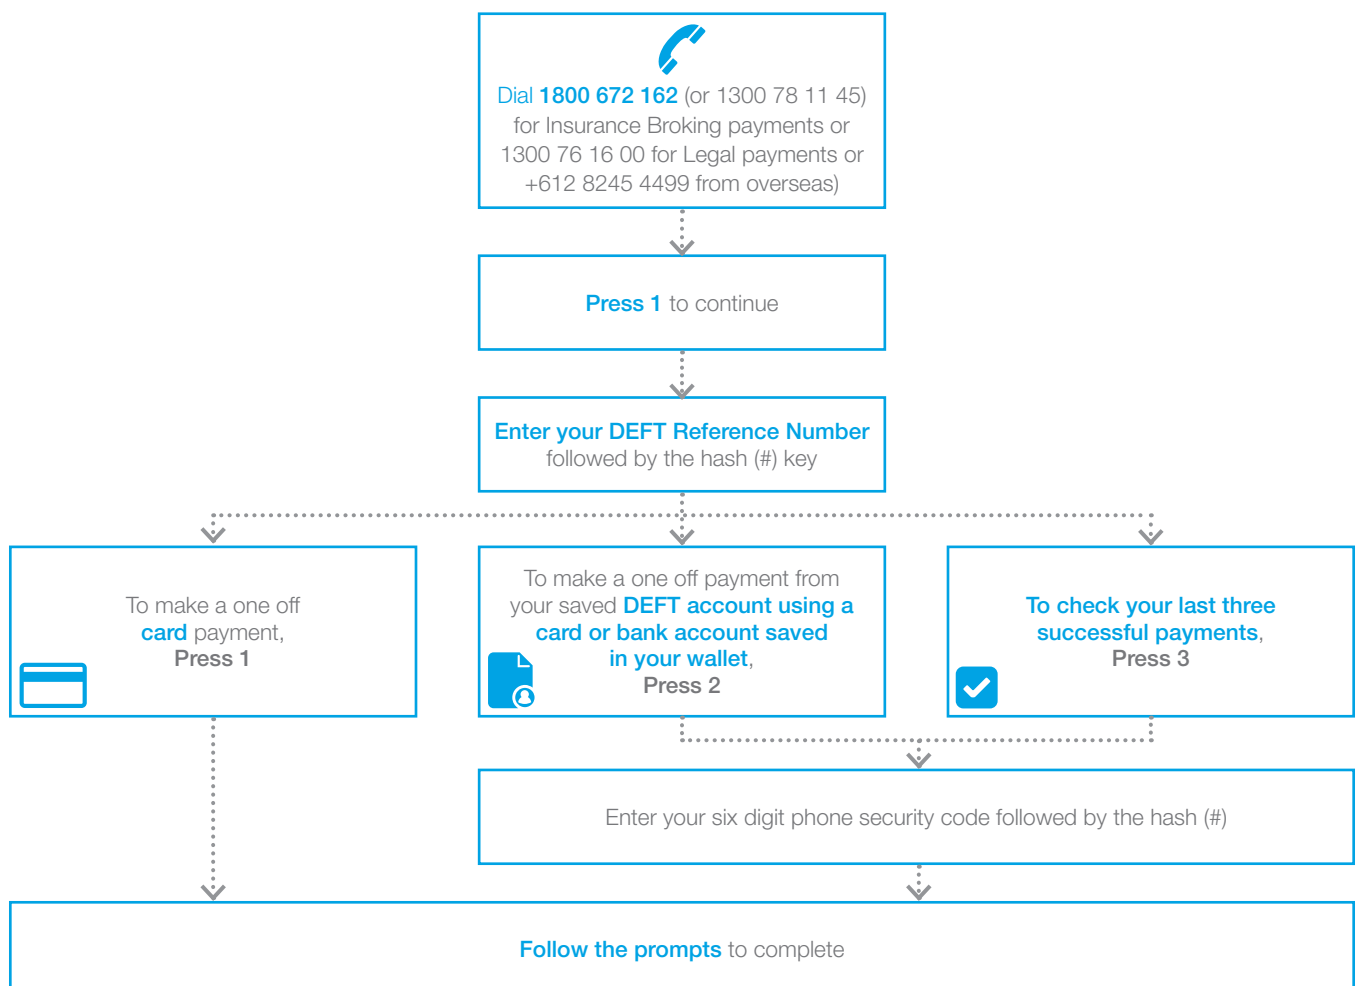 Dial 1800 672 162 (or 1300 78 11 45)
for Insurance Broking payments or
1300 76 16 00 for Legal payments or
+612 8245 4499 from overseas)
Press 1 to continue
Enter your DEFT Reference Number
followed by the hash (#) key
To make a one off
card payment,
Press 1
To make a one off payment from
your saved DEFT account using a
card or bank account saved
in your wallet,
Press 2
To check your last three
successful payments,
Press 3
Enter your six digit phone security code followed by the hash (#)
Follow the prompts to complete